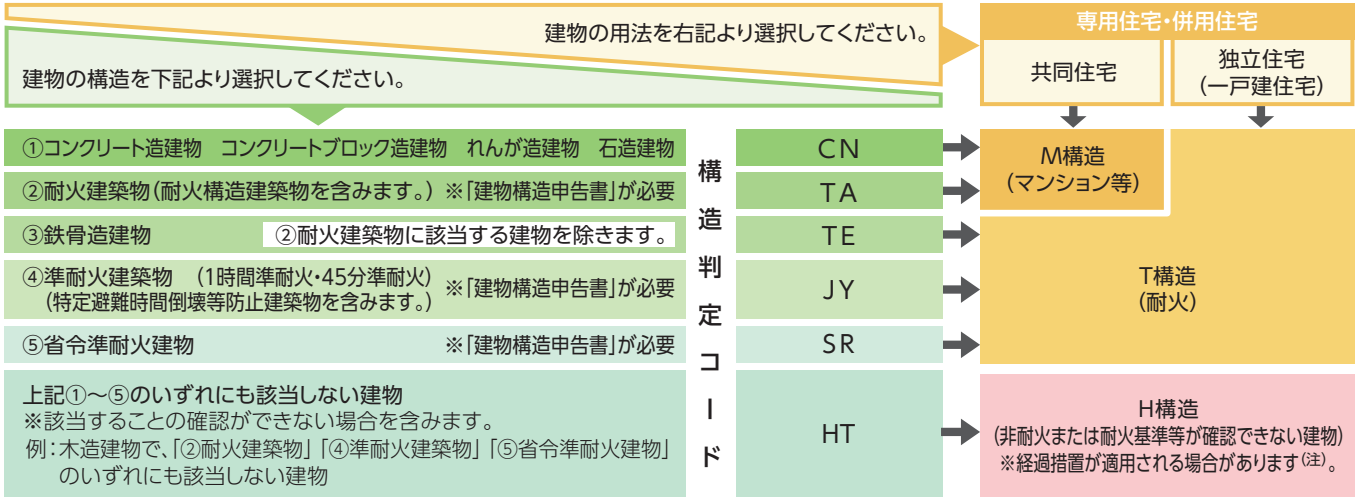 建物の用法を右記より選択してください。
建物の構造を下記より選択してください。
専用住宅・併用住宅
共同住宅
独立住宅
(一戸建住宅)
①コンクリート造建物 コンクリートブロック造建物 れんが造建物 石造建物
②耐火建築物(耐火構造建築物を含みます。) ※「建物構造申告書」が必要
③鉄骨造建物 ②耐火建築物に該当する建物を除きます。
④準耐火建築物 (1時間準耐火・45分準耐火)
(特定避難時間倒壊等防止建築物を含みます。)
※「建物構造申告書」が必要
⑤省令準耐火建物 ※「建物構造申告書」が必要
上記①～⑤のいずれにも該当しない建物
※該当することの確認ができない場合を含みます。
例:木造建物で、「②耐火建築物」「④準耐火建築物」「⑤省令準耐火建物」
のいずれにも該当しない建物
構造判定コード
CN
TA
TE
JY
SR
HT
M構造
(マンション等)
T構造
(耐火)
H構造
(非耐火または耐火基準等が確認できない建物)
※経過措置が適用される場合があります(注)。